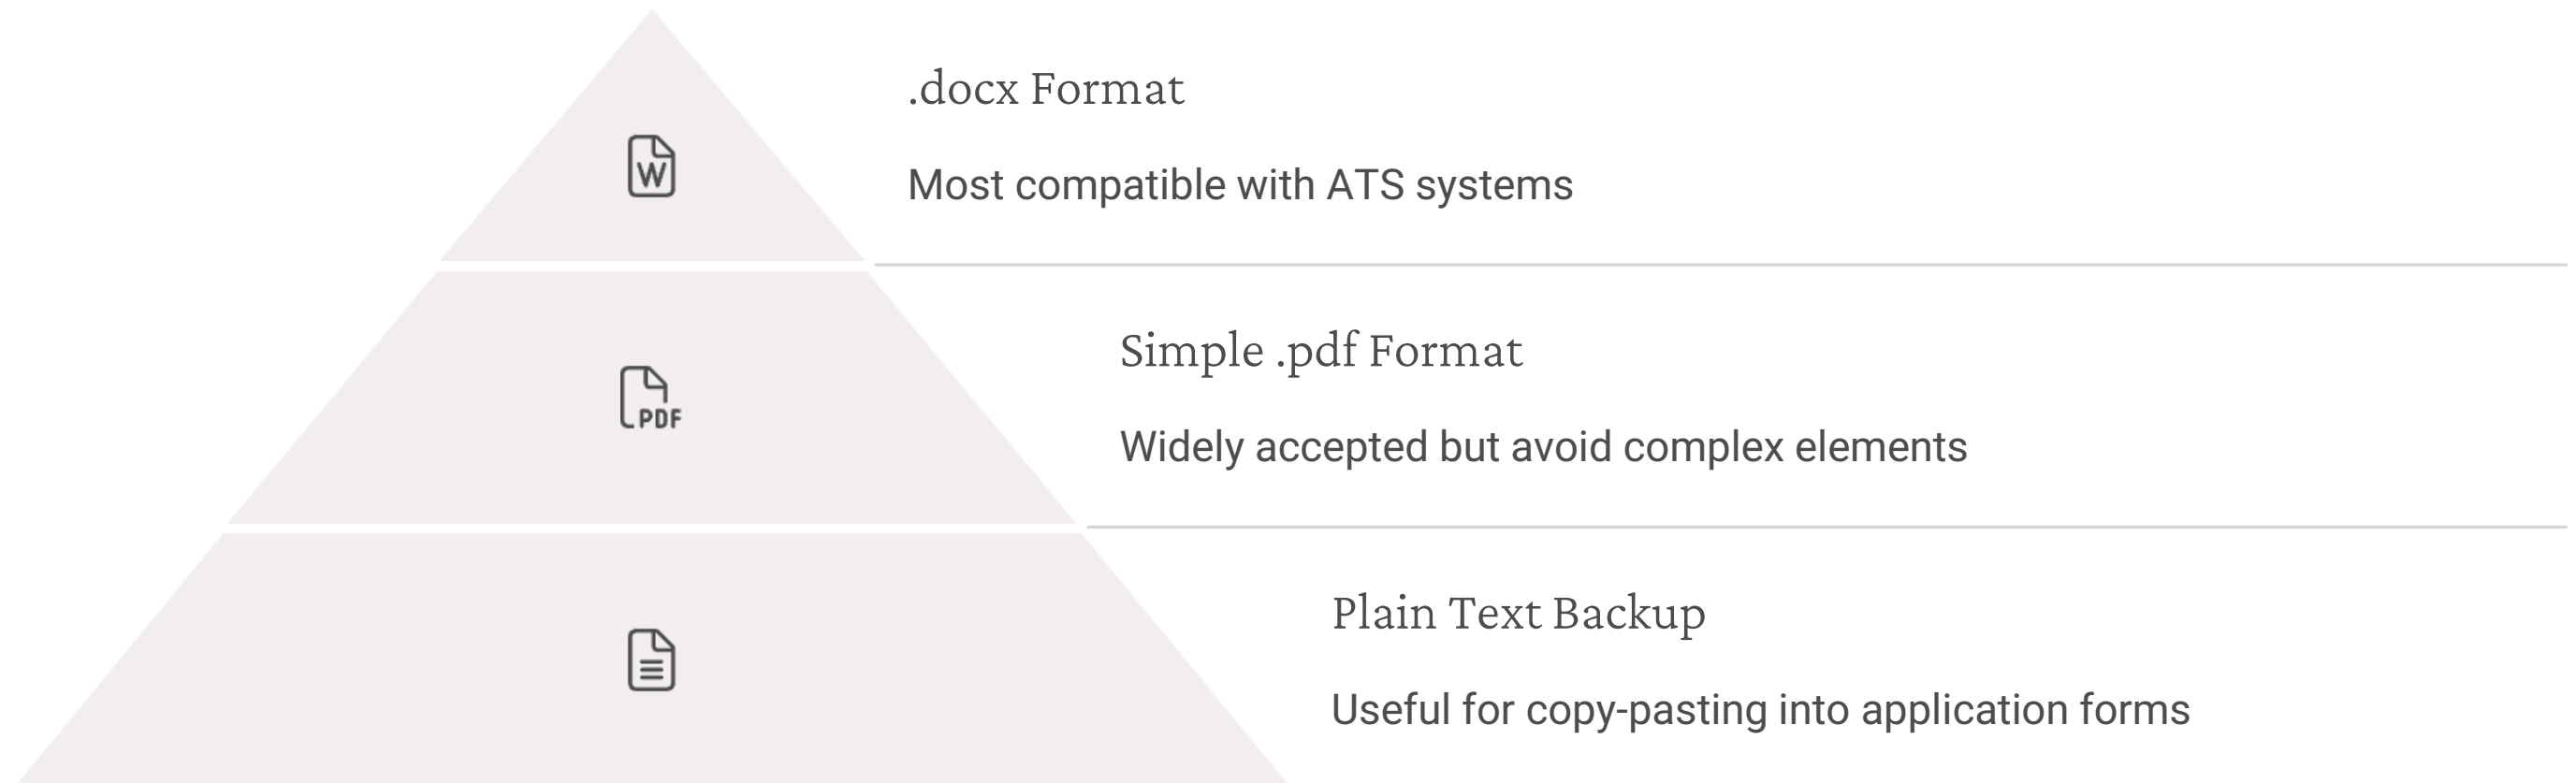 .docx Format
W
Most compatible with ATS systems
Simple .pdf Format
PDF
Widely accepted but avoid complex elements
Plain Text Backup
Useful for copy-pasting into application forms